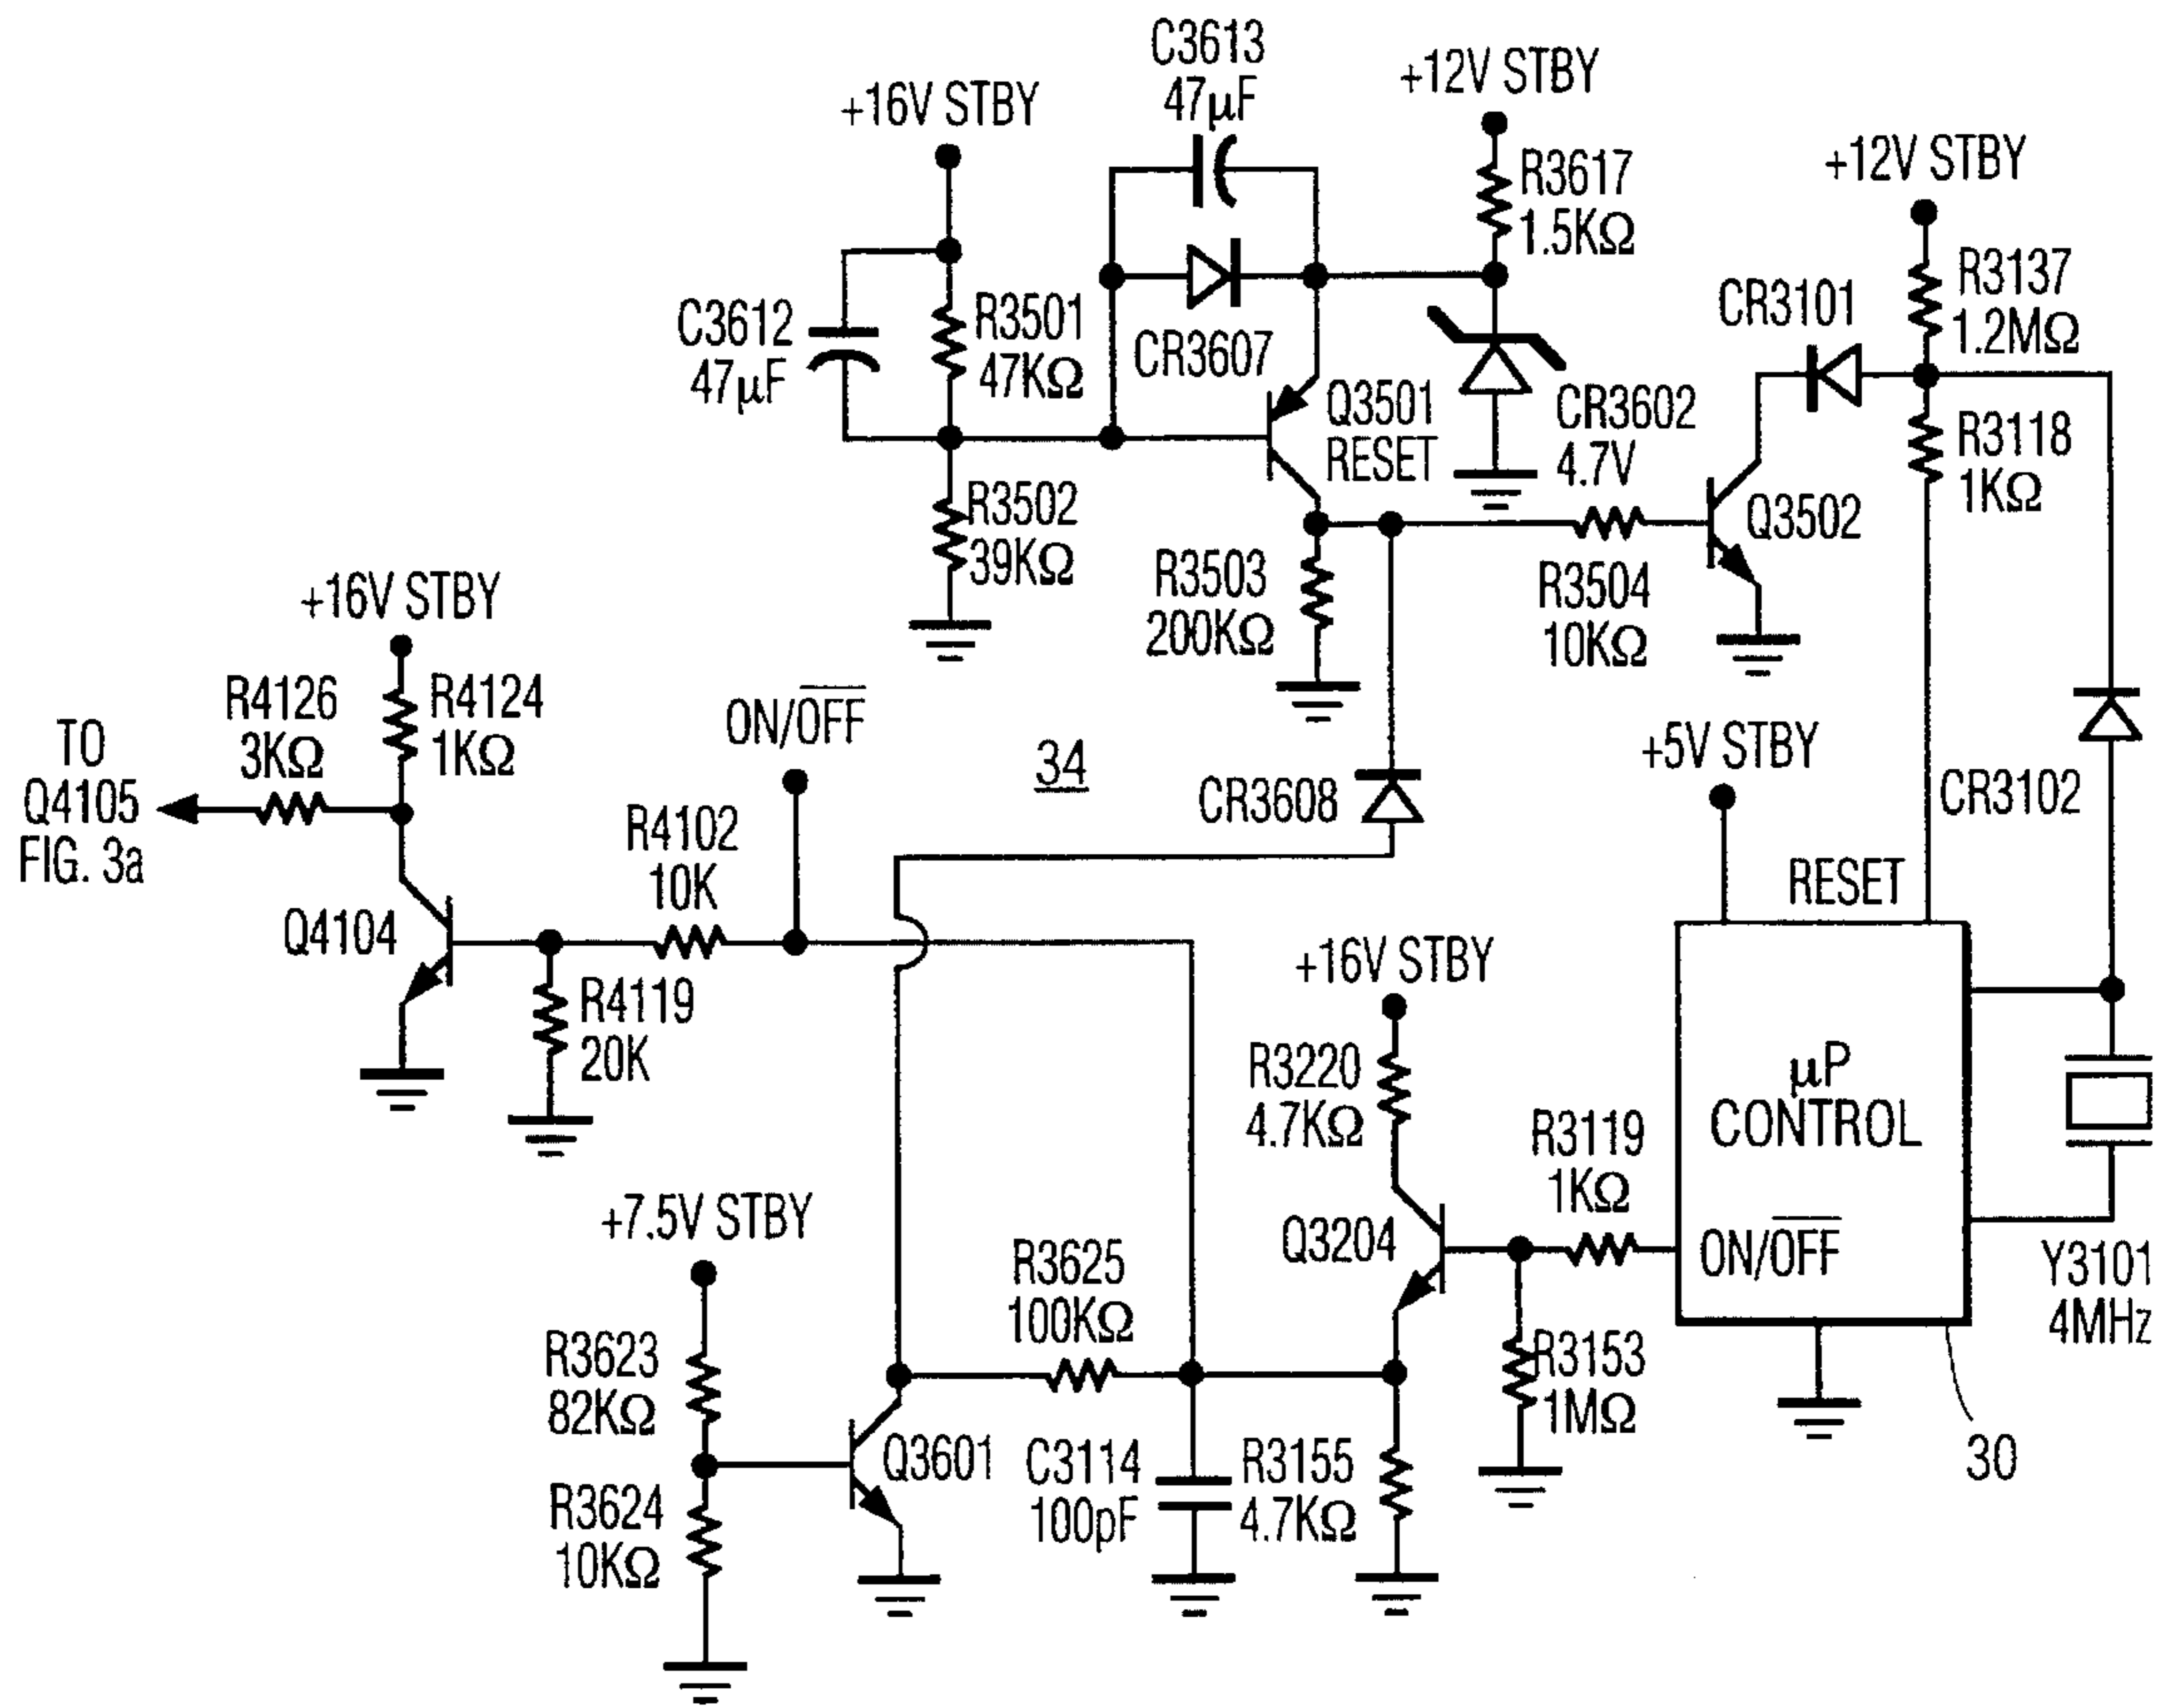 C3613
47µF
+12V STBY
+16V STBY
R3617
1.5KΩ
+12V STBY
C3612
47µF
R3501
47KΩ
CR3607
Q3501
RESET
CR3602
4.7V
CR3101
R3137
1.2MΩ
R3118
1KΩ
R3502
39KΩ
R3503
200KΩ
R3504
10KΩ
Q3502
+16V STBY
R4126
3KΩ
R4124
1KΩ
TO
Q4105
FIG. 3a
ON/OFF
34
R4102
10K
CR3608
+5V STBY
CR3102
RESET
Q4104
R4119
20K
+16V STBY
R3220
4.7KΩ
R3119
1KΩ
µP
CONTROL
ON/OFF
Y3101
4MHz
+7.5V STBY
R3625
100KΩ
Q3204
R3623
82KΩ
R3153
1MΩ
30
Q3601
R3624
10KΩ
C3114
100pF
R3155
4.7KΩ